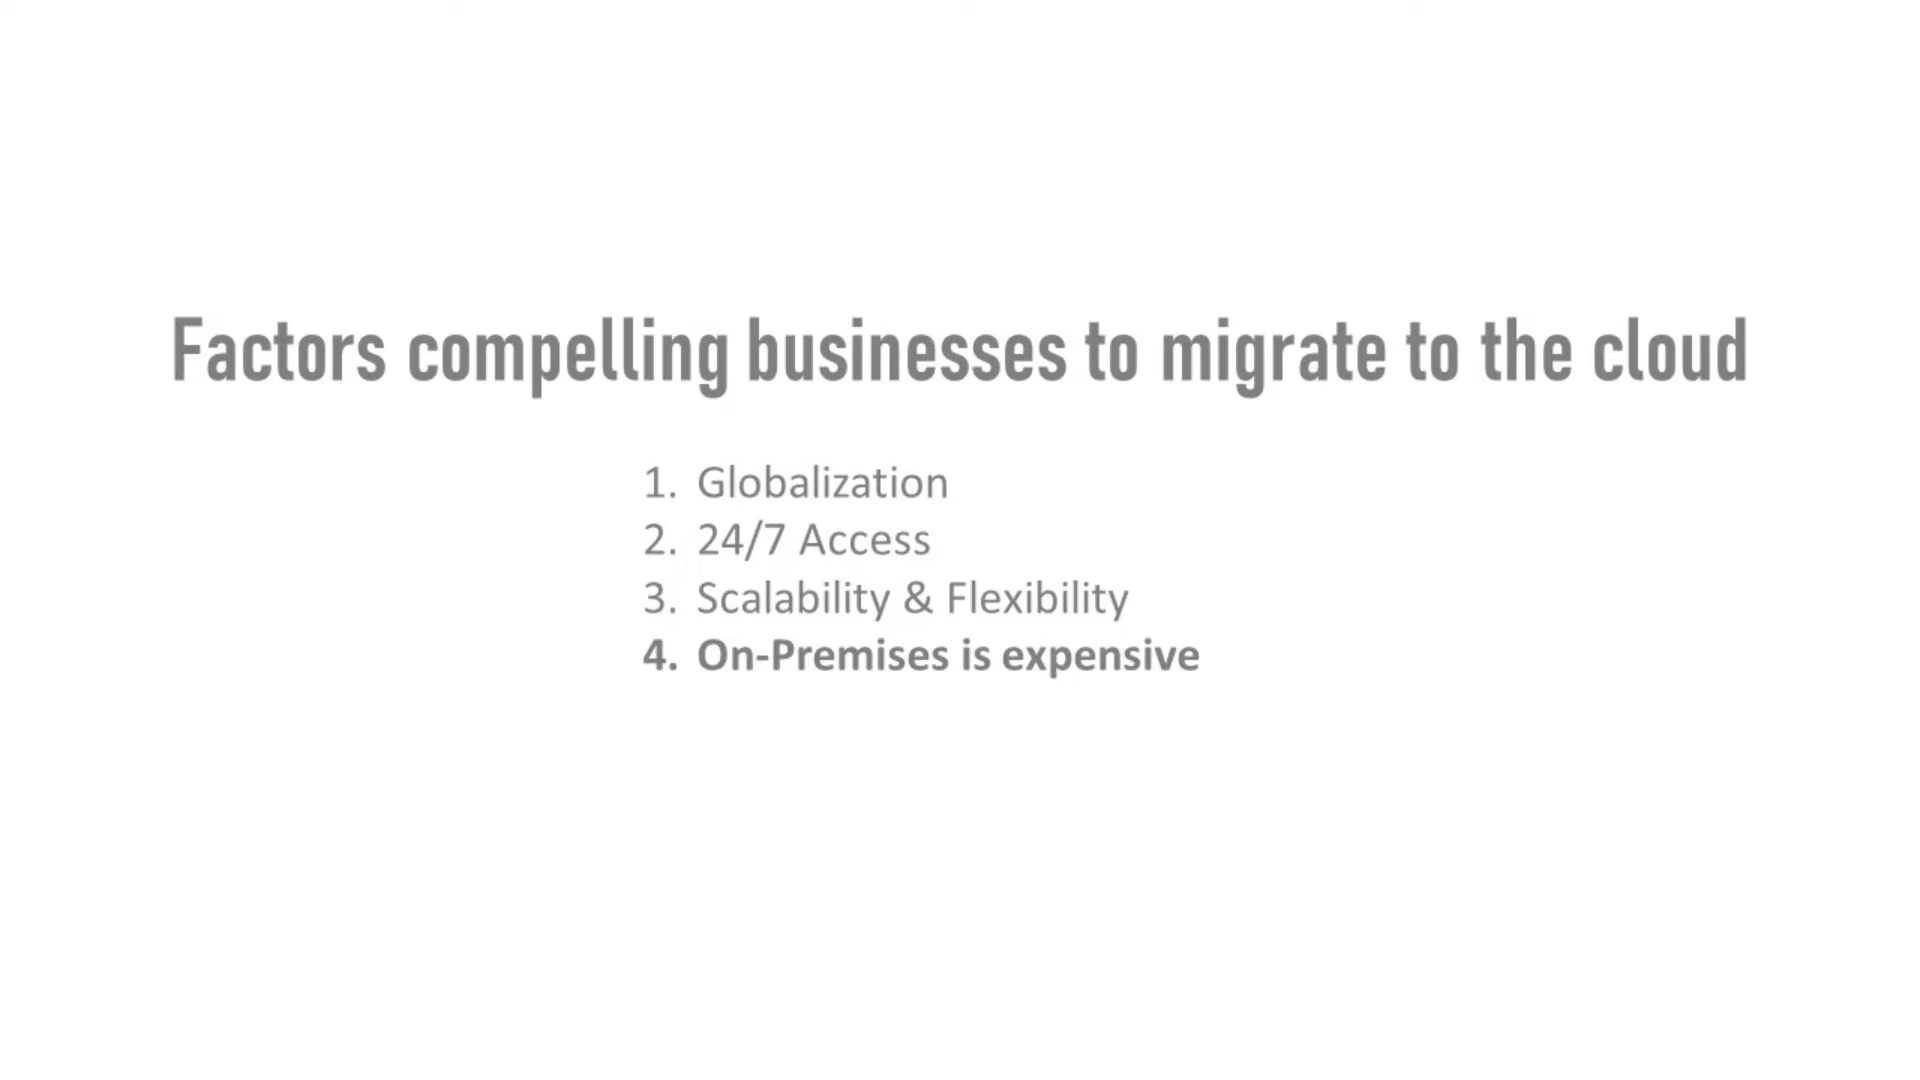 Factors compelling businesses to migrate to the cloud
1. Globalization
2. 24/7 Access
3. Scalability & Flexibility
4. On-Premises is expensive